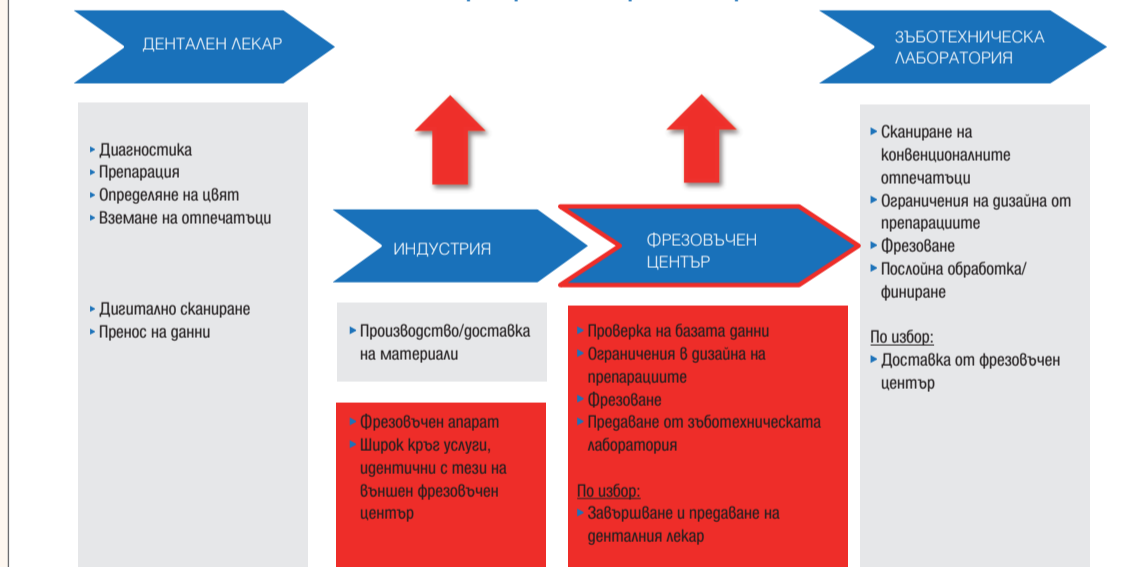 ДЕНТАЛЕН ЛЕКАР
▸ Диагностика
▸ Препарация
▸ Определяне на цвят
▸ Вземане на отпечатъци
▸ Дигитално сканиране
▸ Пренос на данни
ИНДУСТРИЯ
▸ Производство/доставка
на материали
▸ Фрезовъчен апарат
▸ Широк кръг услуги,
идентични с тези на
външен фрезовъчен
център
ФРЕЗОВЪЧЕН
ЦЕНТЪР
▸ Проверка на базата данни
▸ Ограничения в дизайна на
препарациите
▸ Фрезоване
▸ Предаване от зъботехническата
лаборатория
По избор:
▸ Завършване и предаване на
денталния лекар
ЗЪБОТЕХНИЧЕСКА
ЛАБОРАТОРИЯ
▸ Сканиране на
конвенционалните
отпечатъци
▸ Ограничения на дизайна от
препарациите
▸ Фрезоване
▸ Послойна обработка/
финиране
По избор:
▸ Доставка от фрезовъчен
център